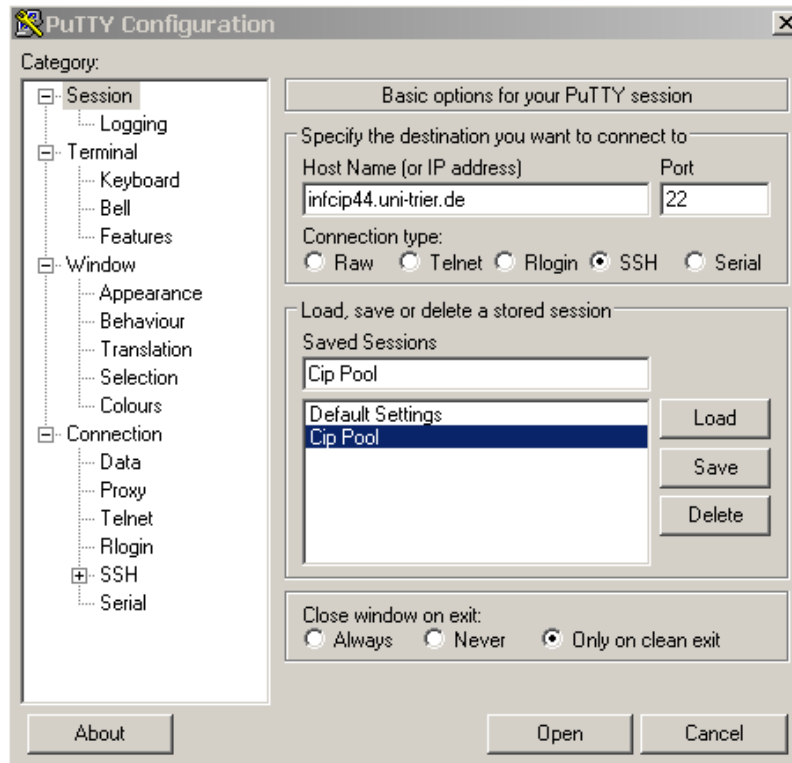 PuTTY Configuration
Category:
Session
Logging
Terminal
Keyboard
Bell
Features
Window
Appearance
Behaviour
Translation
Selection
Colours
Connection
Data
Proxy
Telnet
Rlogin
SSH
Serial
Basic options for your PuTTY session
Specify the destination you want to connect to
Host Name (or IP address) Port
infcip44.uni-trier.de 22
Connection type:
Raw Telnet Rlogin SSH Serial
Load, save or delete a stored session
Saved Sessions
Cip Pool
Default Settings
Cip Pool
Load
Save
Delete
Close window on exit:
Always Never Only on clean exit
About Open Cancel